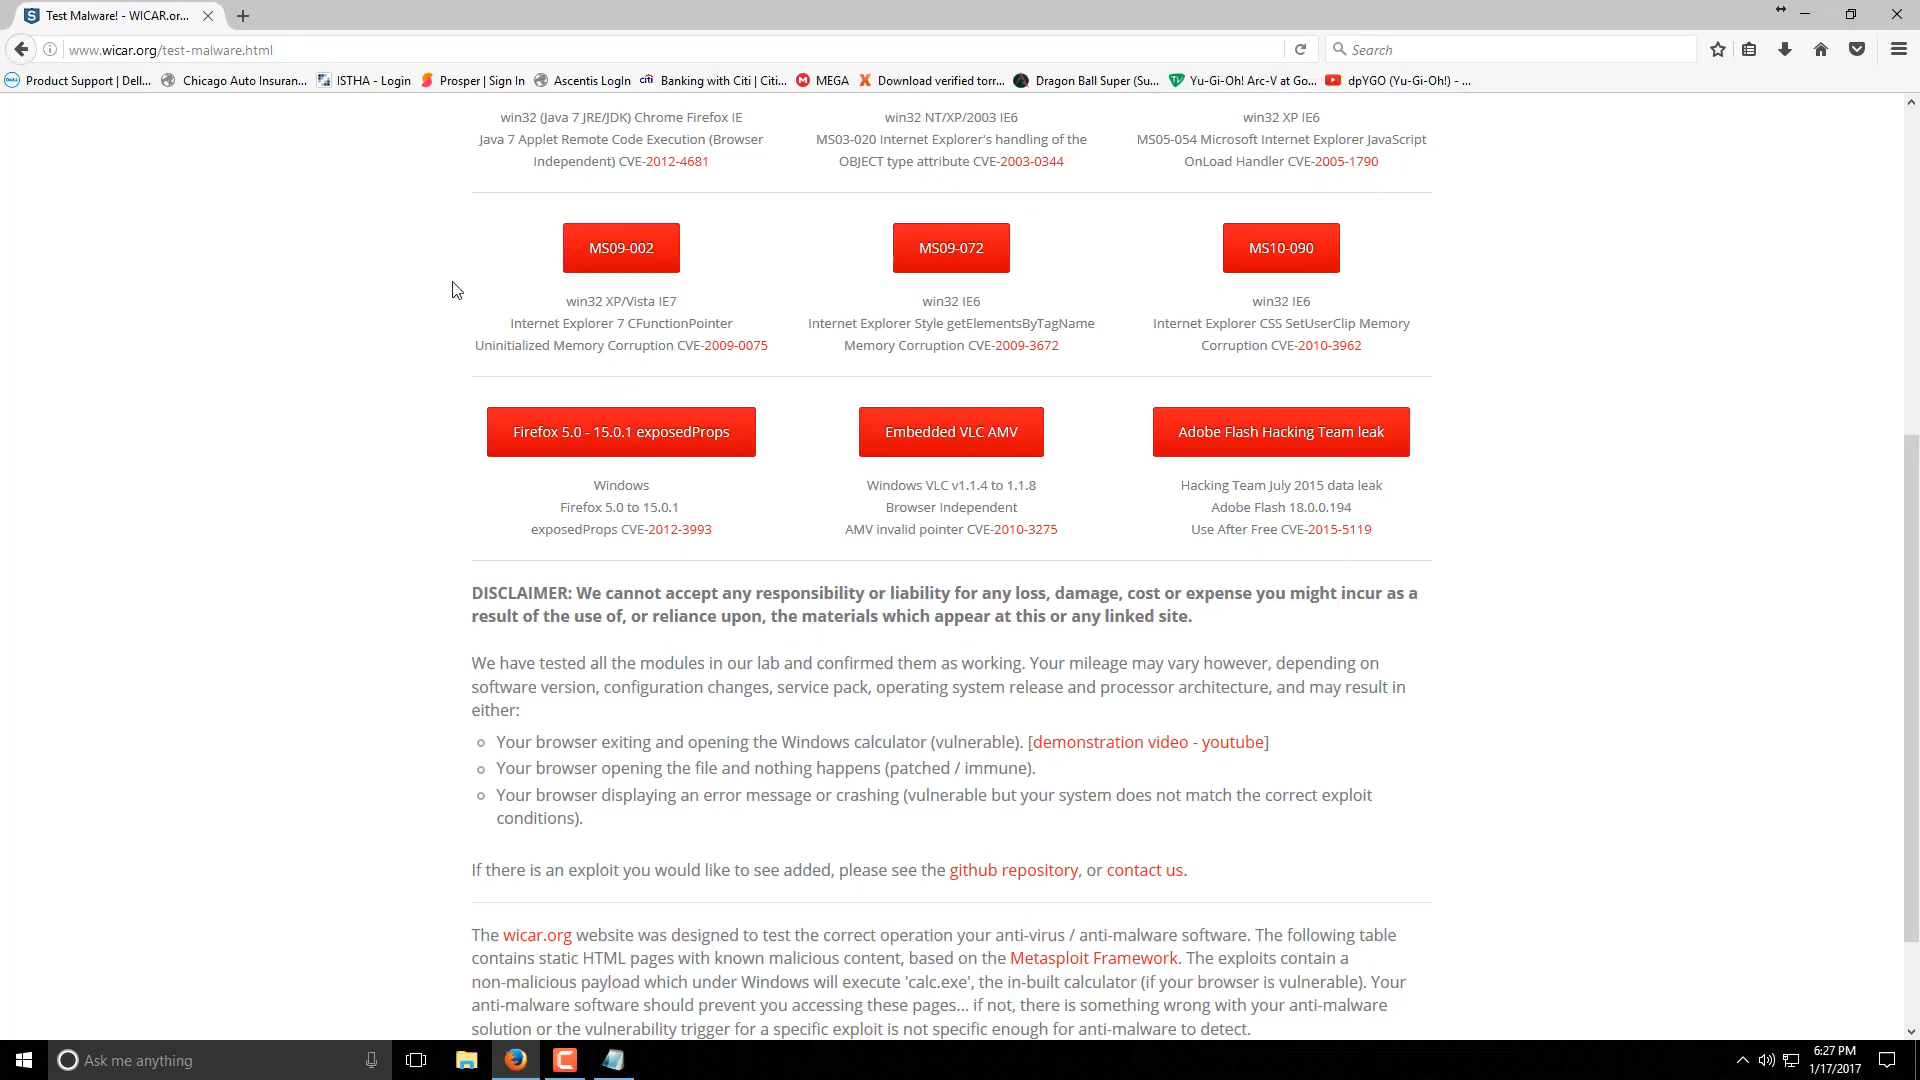 Test Malware! - WICAR.or...
www.wicar.org/test-malware.html
Search
Product Support | Dell... Chicago Auto Insuran... ISTHA - Login Prosper | Sign In Ascentis LogIn citi Banking with Citi | Citi... MEGA Download verified torr... Dragon Ball Super (Su... Yu-Gi-Oh! Arc-V at Go... dpYGO (Yu-Gi-Oh!) - ...
win32 (Java 7 JRE/JDK) Chrome Firefox IE
Java 7 Applet Remote Code Execution (Browser
Independent) CVE-2012-4681
win32 NT/XP/2003 IE6
MS03-020 Internet Explorer's handling of the
OBJECT type attribute CVE-2003-0344
win32 XP IE6
MS05-054 Microsoft Internet Explorer JavaScript
OnLoad Handler CVE-2005-1790
MS09-002
win32 XP/Vista IE7
Internet Explorer 7 CFunctionPointer
Uninitialized Memory Corruption CVE-2009-0075
MS09-072
win32 IE6
Internet Explorer Style getElementsByTagName
Memory Corruption CVE-2009-3672
MS10-090
win32 IE6
Internet Explorer CSS SetUserClip Memory
Corruption CVE-2010-3962
Firefox 5.0 - 15.0.1 exposedProps
Windows
Firefox 5.0 to 15.0.1
exposedProps CVE-2012-3993
Embedded VLC AMV
Windows VLC v1.1.4 to 1.1.8
Browser Independent
AMV invalid pointer CVE-2010-3275
Adobe Flash Hacking Team leak
Hacking Team July 2015 data leak
Adobe Flash 18.0.0.194
Use After Free CVE-2015-5119
DISCLAIMER: We cannot accept any responsibility or liability for any loss, damage, cost or expense you might incur as a
result of the use of, or reliance upon, the materials which appear at this or any linked site.
We have tested all the modules in our lab and confirmed them as working. Your mileage may vary however, depending on
software version, configuration changes, service pack, operating system release and processor architecture, and may result in
either:
Your browser exiting and opening the Windows calculator (vulnerable). [demonstration video - youtube]
Your browser opening the file and nothing happens (patched / immune).
Your browser displaying an error message or crashing (vulnerable but your system does not match the correct exploit
conditions).
If there is an exploit you would like to see added, please see the github repository, or contact us.
The wicar.org website was designed to test the correct operation your anti-virus / anti-malware software. The following table
contains static HTML pages with known malicious content, based on the Metasploit Framework. The exploits contain a
non-malicious payload which under Windows will execute 'calc.exe', the in-built calculator (if your browser is vulnerable). Your
anti-malware software should prevent you accessing these pages... if not, there is something wrong with your anti-malware
solution or the vulnerability trigger for a specific exploit is not specific enough for anti-malware to detect.
Ask me anything
6:27 PM
1/17/2017